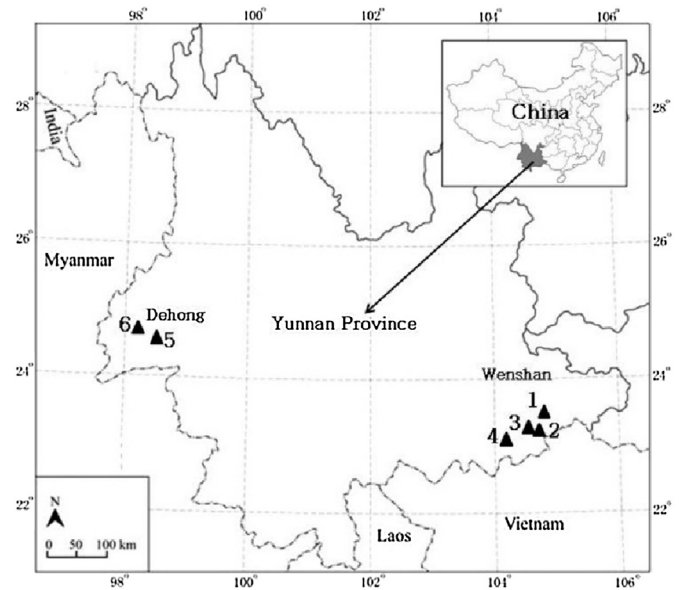 98° 100° 102° 104° 106°
28° 28°
India
China
26° 26°
Myanmar
Dehong
6 5
Yunnan Province
24° 24°
Wenshan
1
3 2
4
22° 22°
N
0 50 100 km
Laos
Vietnam
98° 100° 102° 104° 106°